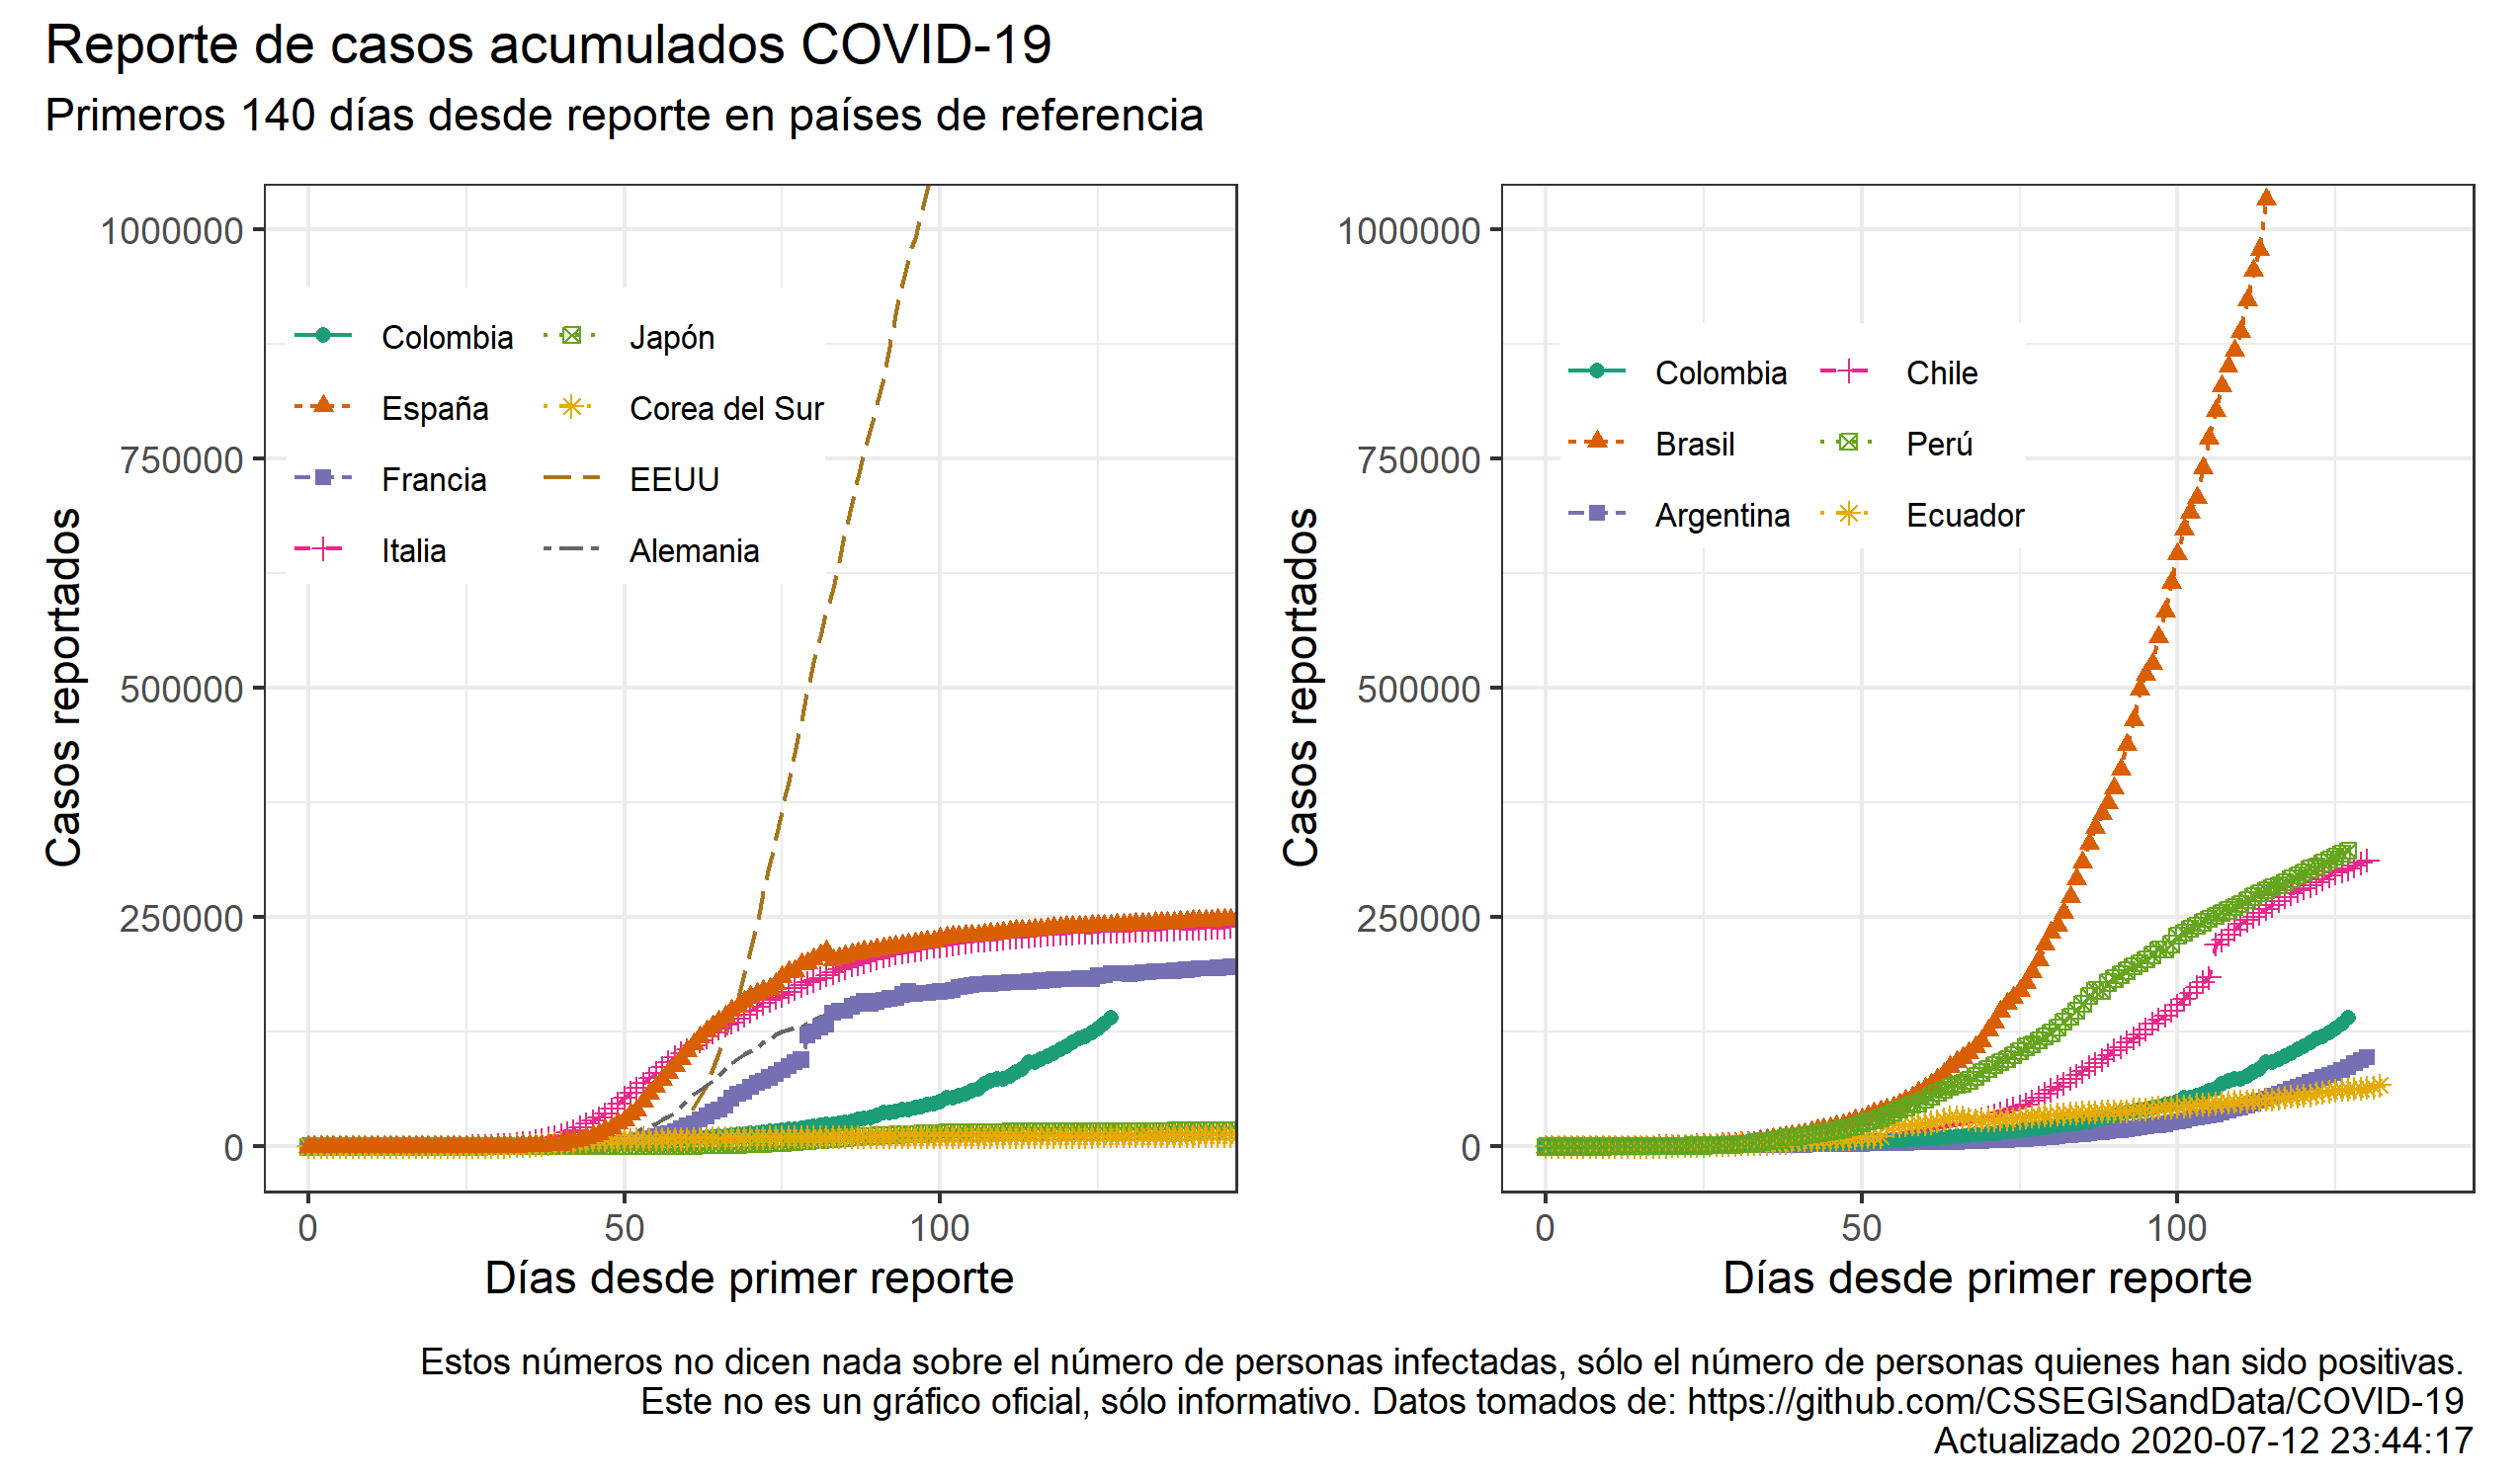 Reporte de casos acumulados COVID-19
Primeros 140 días desde reporte en países de referencia
Casos reportados
1000000
750000
500000
250000
0
Colombia
España
Francia
Italia
Japón
Corea del Sur
EEUU
Alemania
0 50 100
Días desde primer reporte
Casos reportados
1000000
750000
500000
250000
0
Colombia
Brasil
Argentina
Chile
Perú
Ecuador
0 50 100
Días desde primer reporte
Estos números no dicen nada sobre el número de personas infectadas, sólo el número de personas quienes han sido positivas.
Este no es un gráfico oficial, sólo informativo. Datos tomados de: https://github.com/CSSEGISandData/COVID-19
Actualizado 2020-07-12 23:44:17